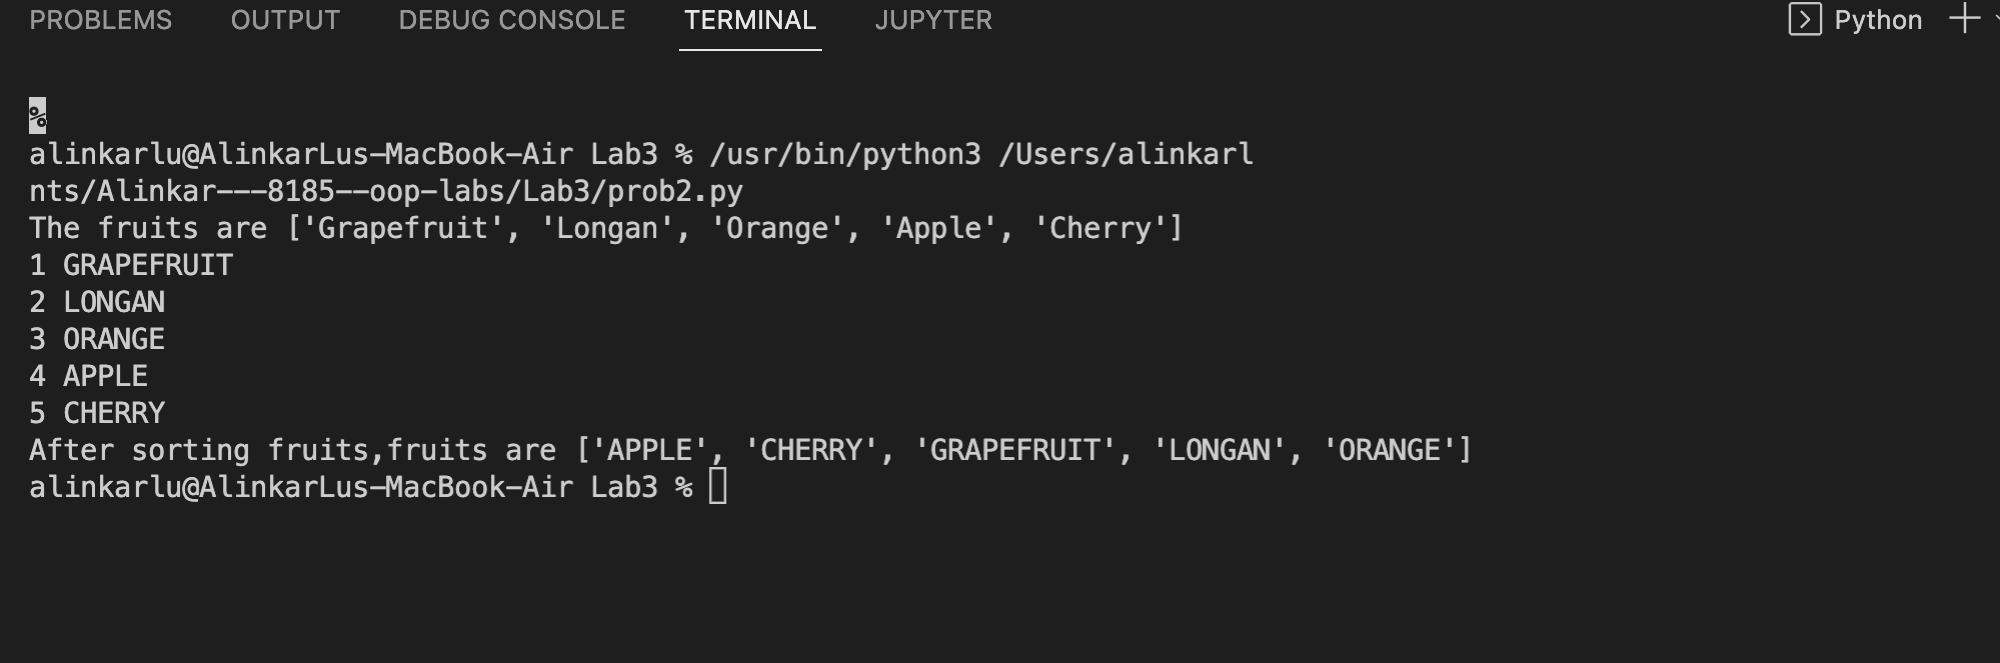 PROBLEMS OUTPUT DEBUG CONSOLE TERMINAL JUPYTER Python
%
alinkarlu@AlinkarLus-MacBook-Air Lab3 % /usr/bin/python3 /Users/alinkarl
nts/Alinkar---8185--oop-labs/Lab3/prob2.py
The fruits are ['Grapefruit', 'Longan', 'Orange', 'Apple', 'Cherry']
1 GRAPEFRUIT
2 LONGAN
3 ORANGE
4 APPLE
5 CHERRY
After sorting fruits,fruits are ['APPLE', 'CHERRY', 'GRAPEFRUIT', 'LONGAN', 'ORANGE']
alinkarlu@AlinkarLus-MacBook-Air Lab3 %